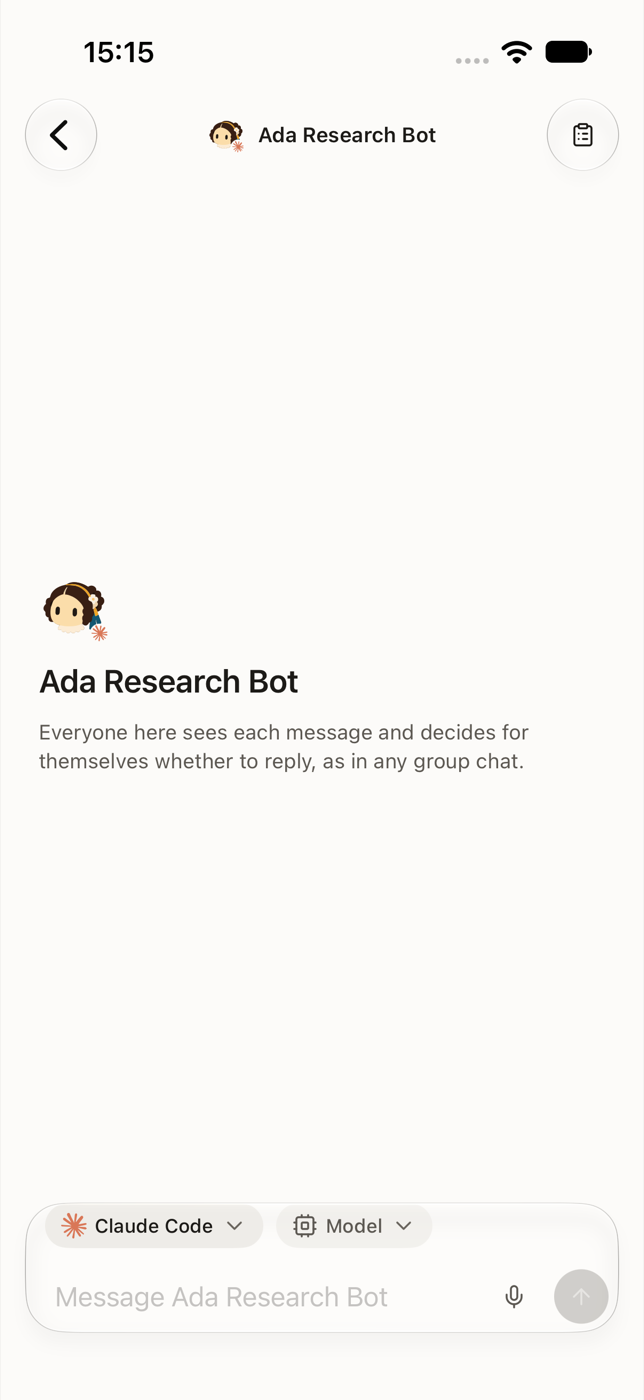 15:15
Ada Research Bot
Ada Research Bot
Everyone here sees each message and decides for
themselves whether to reply, as in any group chat.
Claude Code
Model
Message Ada Research Bot